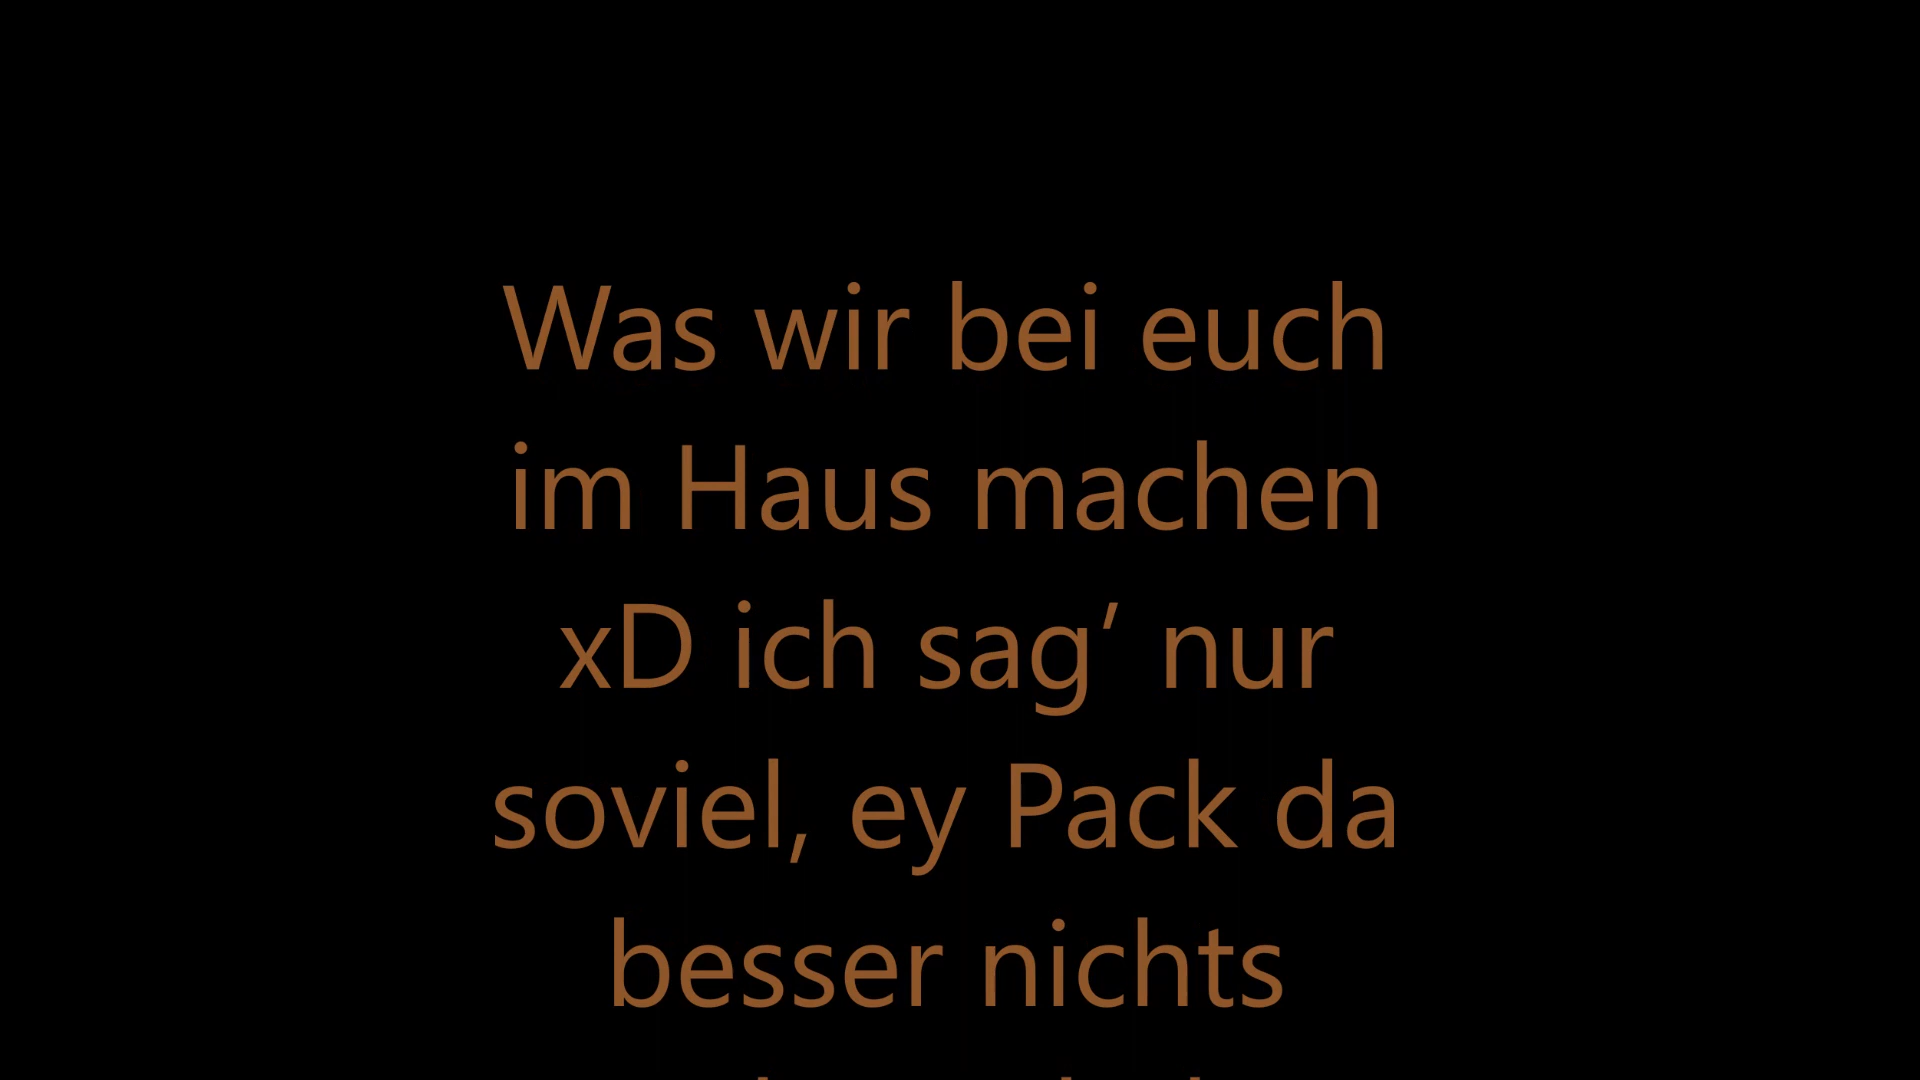 Was wir bei euch
im Haus machen
xD ich sag’ nur
soviel, ey Pack da
besser nichts